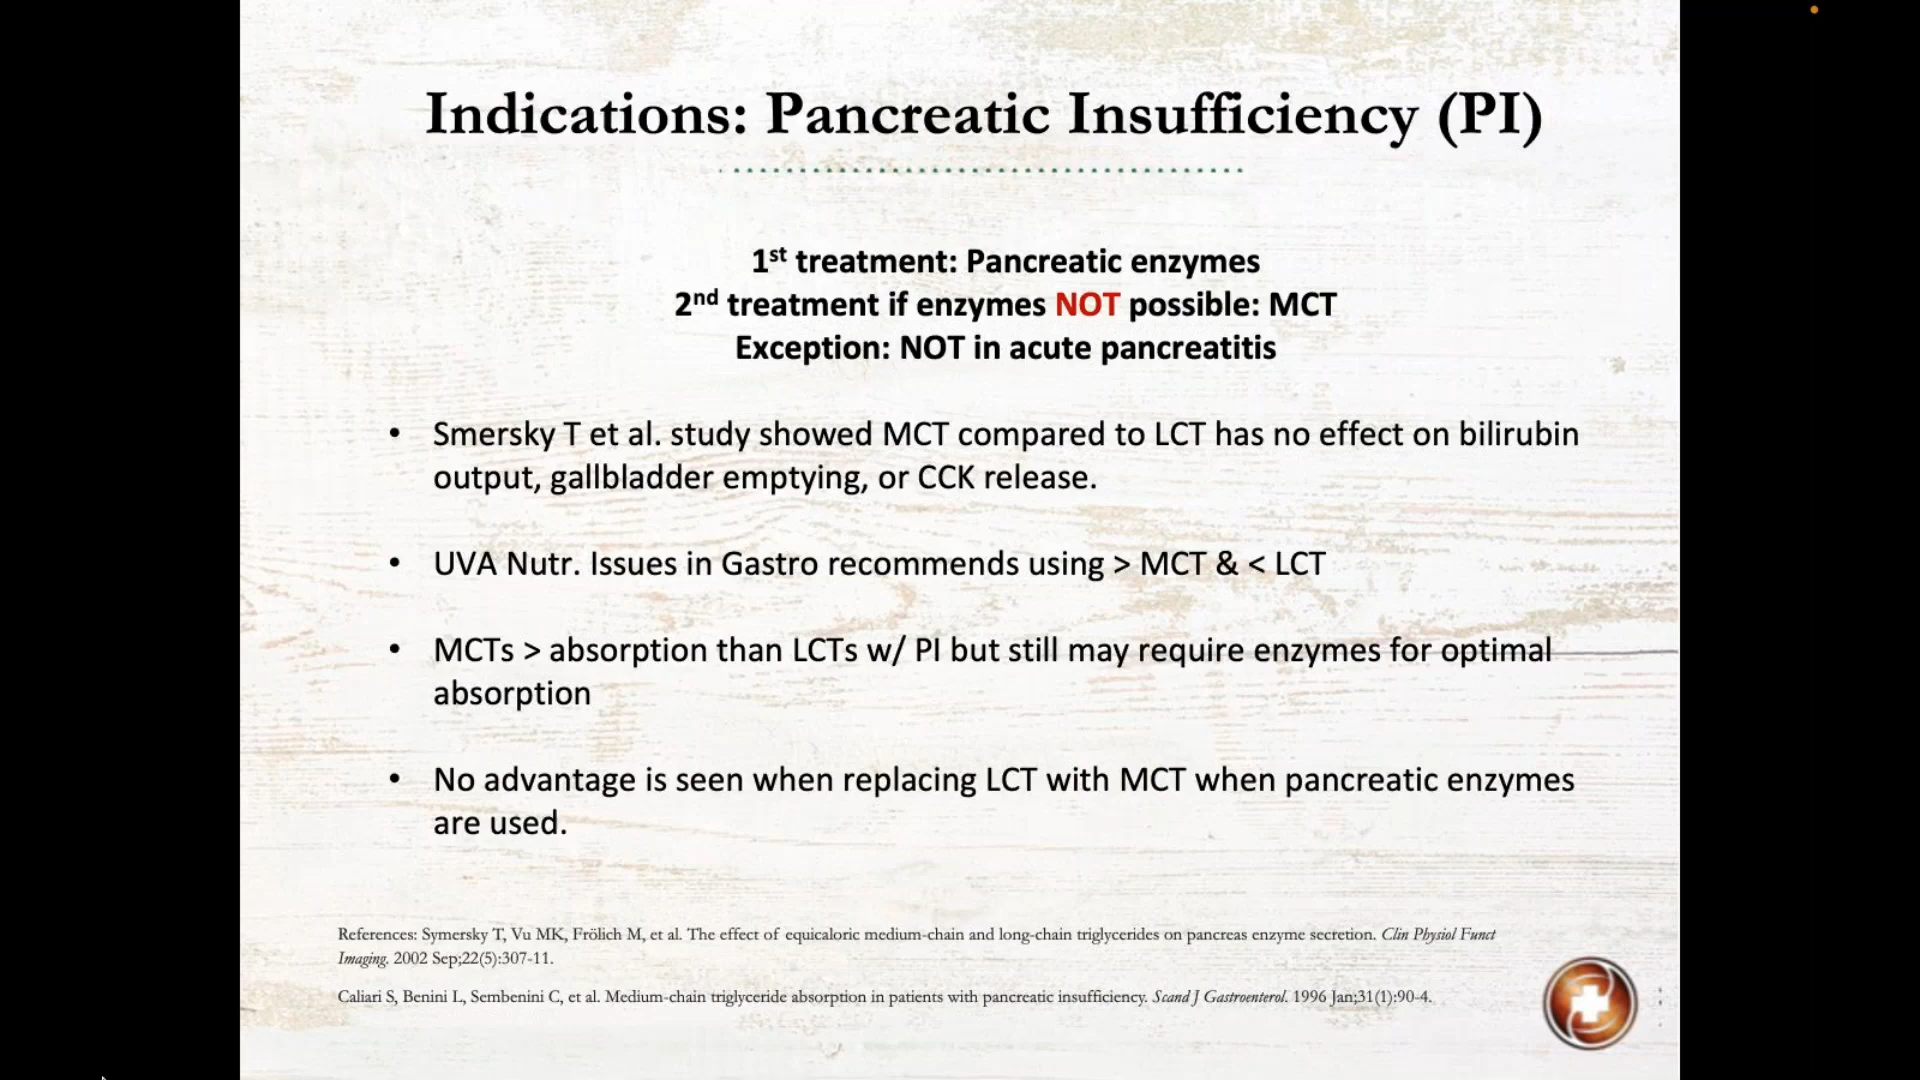 Indications: Pancreatic Insufficiency (PI)
1st treatment: Pancreatic enzymes
2nd treatment if enzymes NOT possible: MCT
Exception: NOT in acute pancreatitis
• Smersky T et al. study showed MCT compared to LCT has no effect on bilirubin
output, gallbladder emptying, or CCK release.
• UVA Nutr. Issues in Gastro recommends using > MCT & < LCT
• MCTs > absorption than LCTs w/ PI but still may require enzymes for optimal
absorption
• No advantage is seen when replacing LCT with MCT when pancreatic enzymes
are used.
References: Symersky T, Vu MK, Frölich M, et al. The effect of equicaloric medium-chain and long-chain triglycerides on pancreas enzyme secretion. Clin Physiol Funct
Imaging. 2002 Sep;22(5):307-11.
Caliari S, Benini L, Sembenini C, et al. Medium-chain triglyceride absorption in patients with pancreatic insufficiency. Scand J Gastroenterol. 1996 Jan;31(1):90-4.